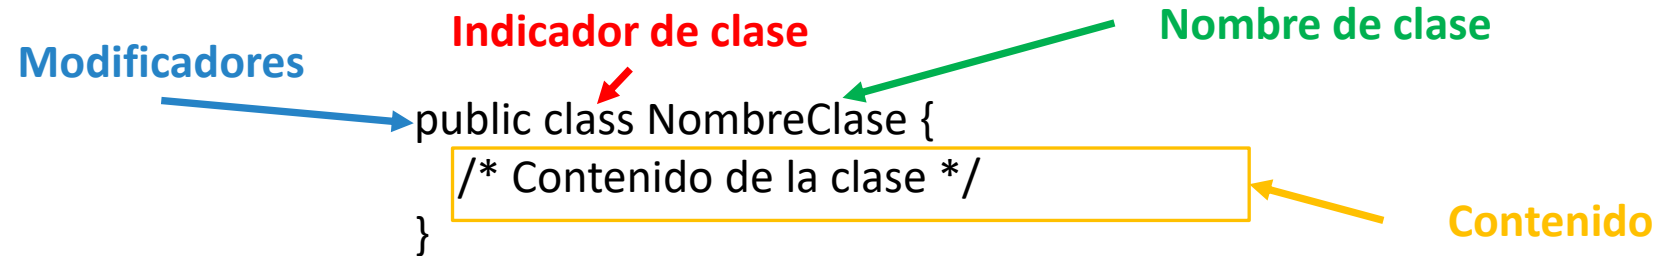 Indicador de clase
Nombre de clase
Modificadores
public class NombreClase {
/* Contenido de la clase */
}
Contenido